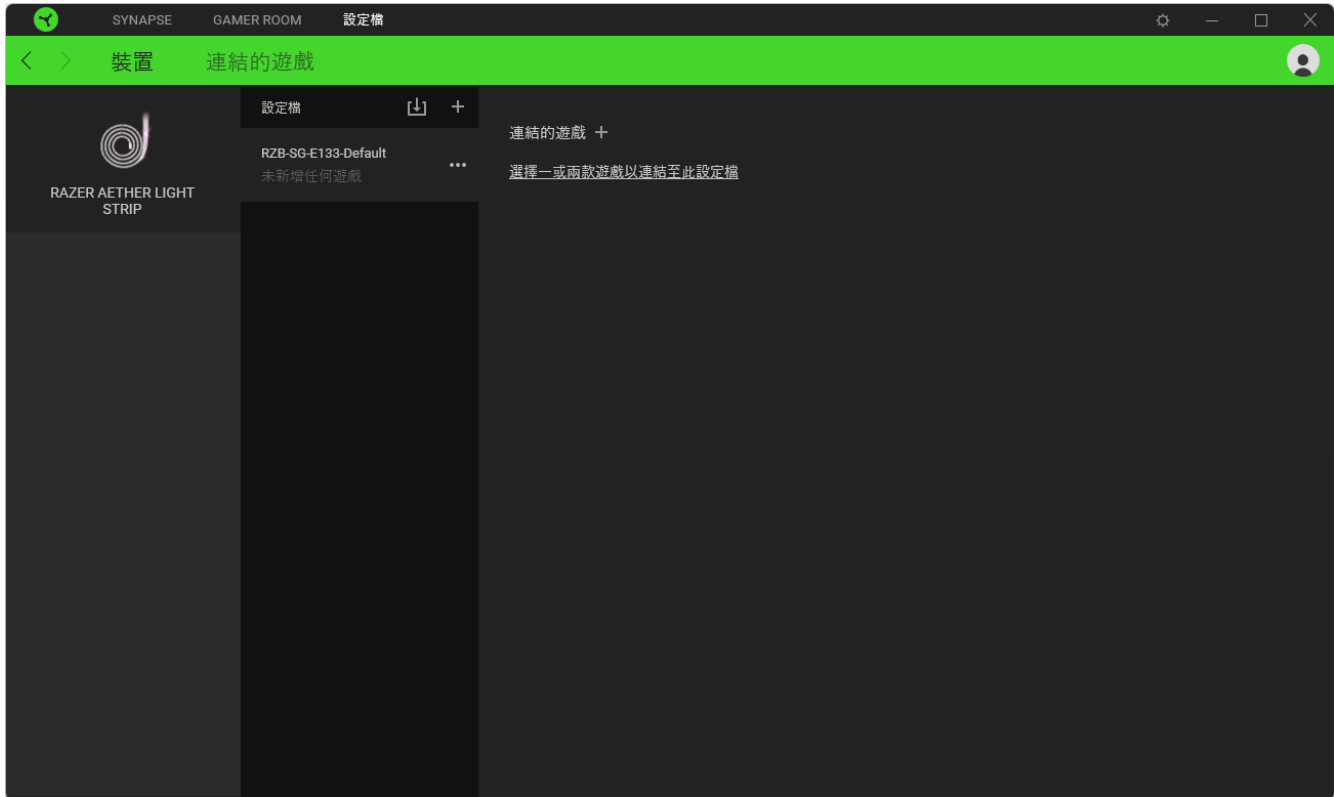 SYNAPSE GAMER ROOM 設定檔
裝置 連結的遊戲
RAZER AETHER LIGHT
STRIP
設定檔
RZB-SG-E133-Default
未新增任何遊戲
連結的遊戲
選擇一或兩款遊戲以連結至此設定檔